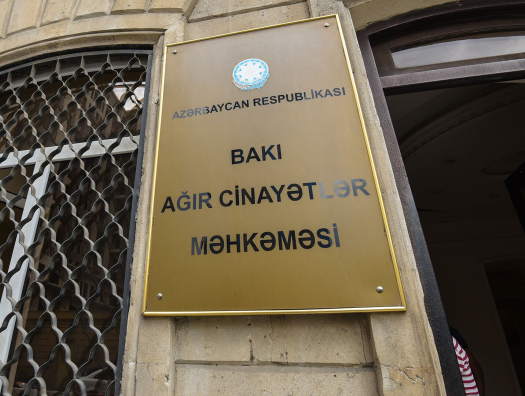 AZƏRBAYCAN RESPUBLİKASI
BAKI
AĞIR CİNAYƏTLƏR
MƏHKƏMƏSİ